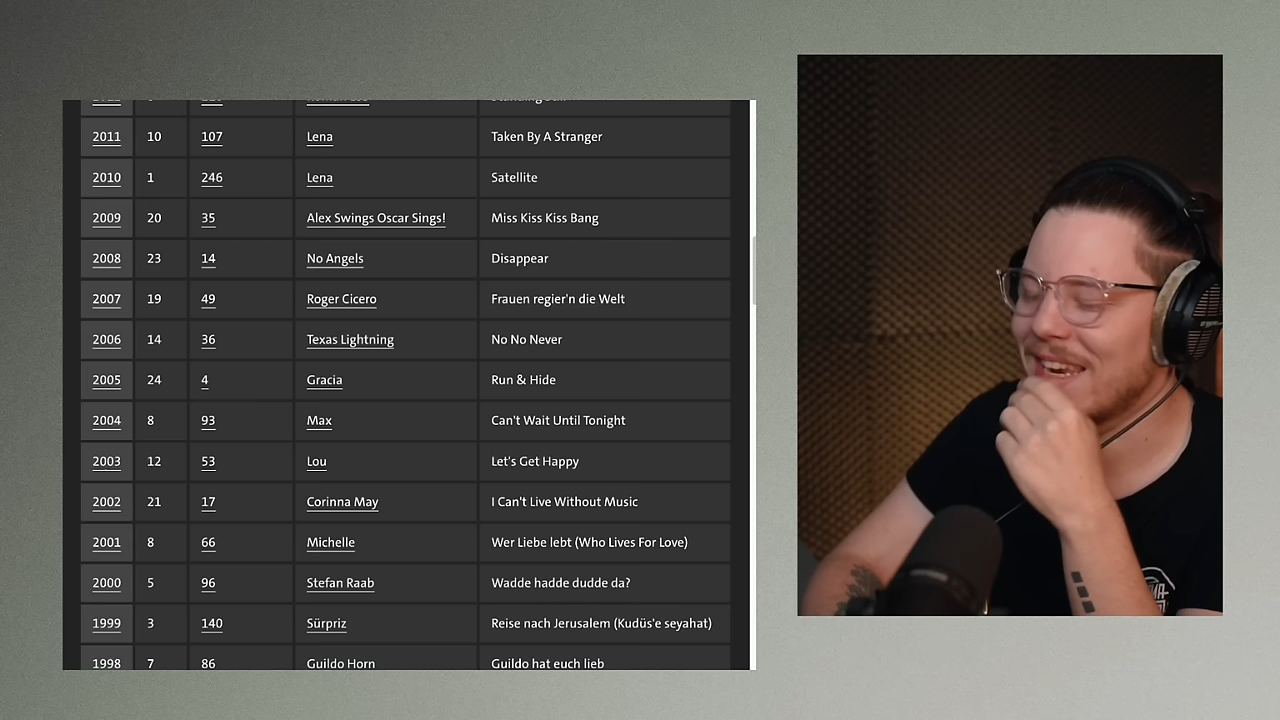 2011 10 107 Lena Taken By A Stranger
2010 1 246 Lena Satellite
2009 20 35 Alex Swings Oscar Sings! Miss Kiss Kiss Bang
2008 23 14 No Angels Disappear
2007 19 49 Roger Cicero Frauen regier'n die Welt
2006 14 36 Texas Lightning No No Never
2005 24 4 Gracia Run & Hide
2004 8 93 Max Can't Wait Until Tonight
2003 12 53 Lou Let's Get Happy
2002 21 17 Corinna May I Can't Live Without Music
2001 8 66 Michelle Wer Liebe lebt (Who Lives For Love)
2000 5 96 Stefan Raab Wadde hadde dudde da?
1999 3 140 Sürpriz Reise nach Jerusalem (Kudüs'e seyahat)
1998 7 86 Guildo Horn Guildo hat euch lieb